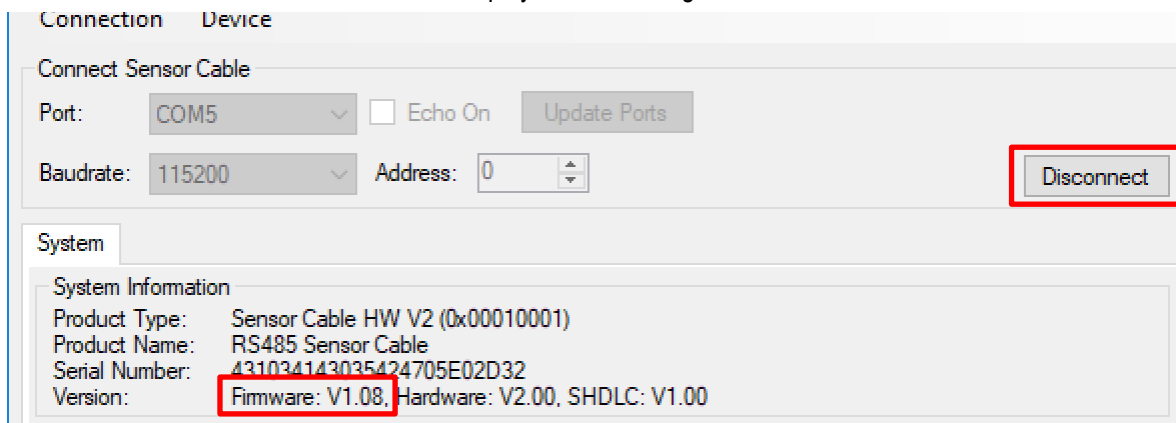 Connection Device
Connect Sensor Cable
Port: COM5 Echo On Update Ports
Baudrate: 115200 Address: 0 Disconnect
System
System Information
Product Type: Sensor Cable HW V2 (0x00010001)
Product Name: RS485 Sensor Cable
Serial Number: 431034143035424705E02D32
Version: Firmware: V1.08, Hardware: V2.00, SHDLC: V1.00